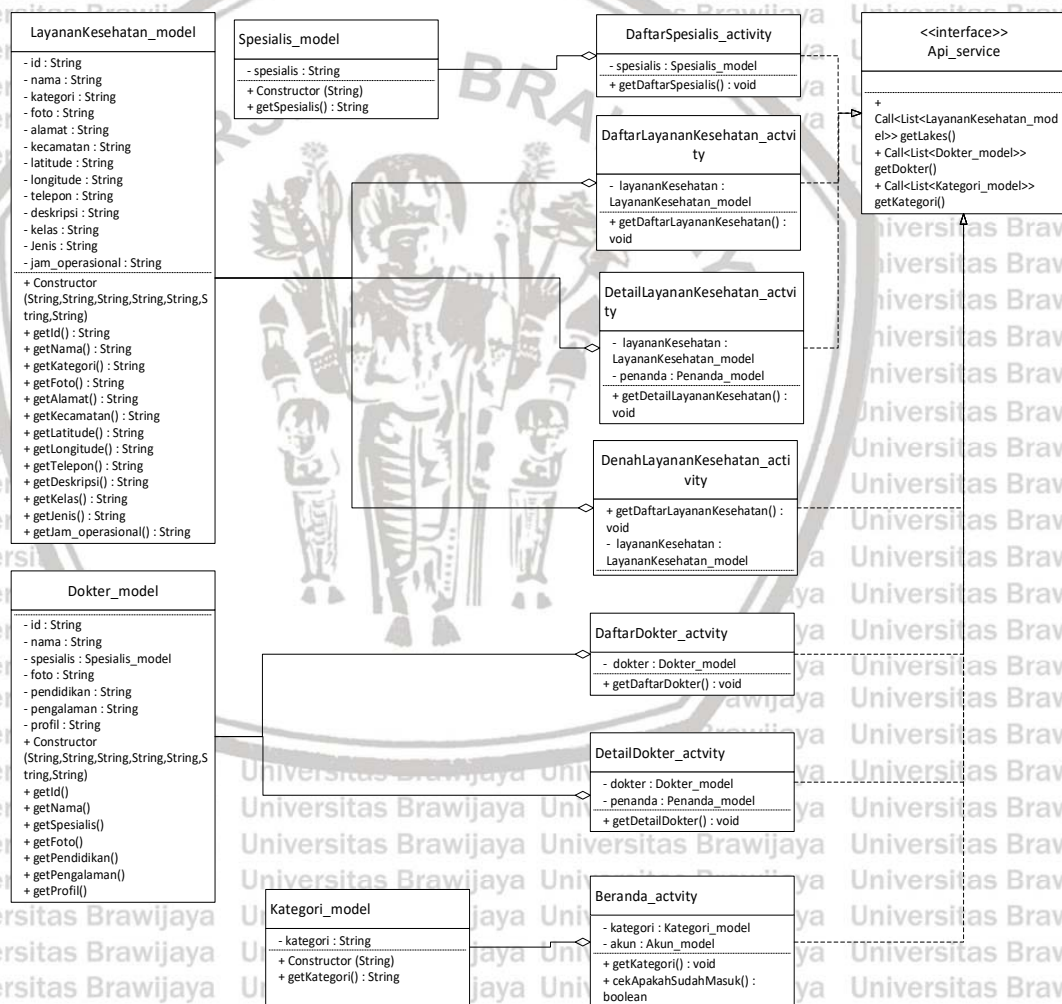 LayananKesehatan_model
- id : String
- nama : String
- kategori : String
- foto : String
- alamat : String
- kecamatan : String
- latitude : String
- longitude : String
- telepon : String
- deskripsi : String
- kelas : String
- Jenis : String
- jam_operasional : String
+ Constructor
(String,String,String,String,String,S
tring,String)
+ getId() : String
+ getNama() : String
+ getKategori() : String
+ getFoto() : String
+ getAlamat() : String
+ getKecamatan() : String
+ getLatitude() : String
+ getLongitude() : String
+ getTelepon() : String
+ getDeskripsi() : String
+ getKelas() : String
+ getJenis() : String
+ getJam_operasional() : String
Spesialis_model
- spesialis : String
+ Constructor (String)
+ getSpesialis() : String
DaftarSpesialis_activity
- spesialis : Spesialis_model
+ getDaftarSpesialis() : void
<<interface>>
Api_service
+
Call<List<LayananKesehatan_mod
el>> getLakes()
+ Call<List<Dokter_model>>
getDokter()
+ Call<List<Kategori_model>>
getKategori()
DaftarLayananKesehatan_actvi
ty
- layananKesehatan :
LayananKesehatan_model
+ getDaftarLayananKesehatan() :
void
DetailLayananKesehatan_actvi
ty
- layananKesehatan :
LayananKesehatan_model
- penanda : Penanda_model
+ getDetailLayananKesehatan() :
void
DenahLayananKesehatan_acti
vity
+ getDaftarLayananKesehatan() :
void
- layananKesehatan :
LayananKesehatan_model
Dokter_model
- id : String
- nama : String
- spesialis : Spesialis_model
- foto : String
- pendidikan : String
- pengalaman : String
- profil : String
+ Constructor
(String,String,String,String,String,S
tring,String)
+ getId()
+ getNama()
+ getSpesialis()
+ getFoto()
+ getPendidikan()
+ getPengalaman()
+ getProfil()
DaftarDokter_actvity
- dokter : Dokter_model
+ getDaftarDokter() : void
DetailDokter_actvity
- dokter : Dokter_model
- penanda : Penanda_model
+ getDetailDokter() : void
Kategori_model
- kategori : String
+ Constructor (String)
+ getKategori() : String
Beranda_actvity
- kategori : Kategori_model
- akun : Akun_model
+ getKategori() : void
+ cekApakahSudahMasuk() :
boolean
BRA
Universitas Brawijaya Universitas Brawijaya